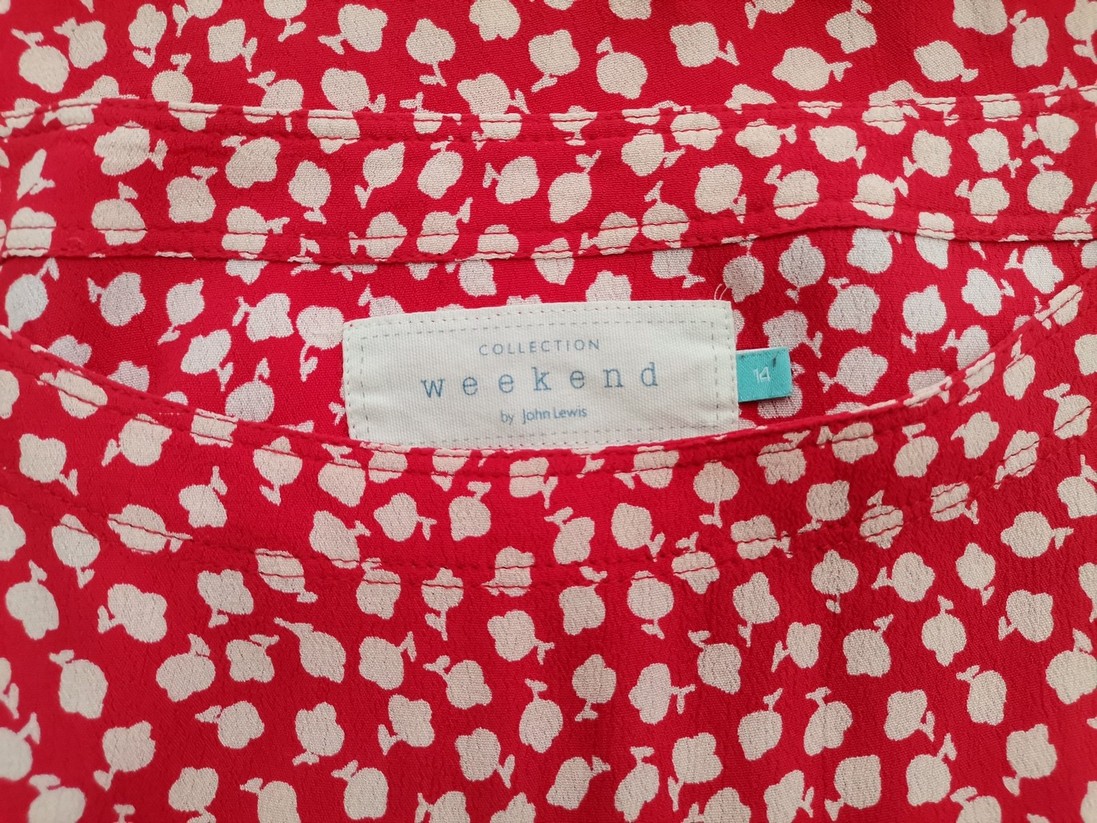 COLLECTION
weekend
by John Lewis
14